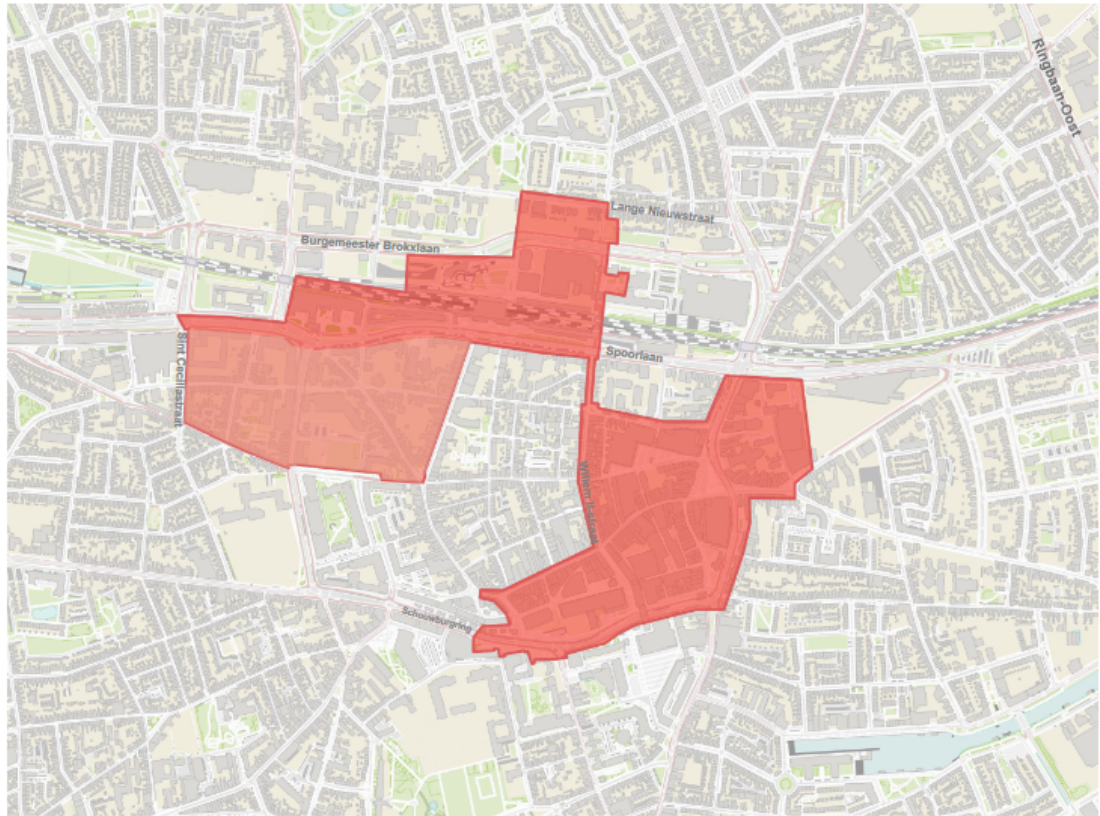 Ringbaan-Oost
Lange Nieuwstraat
Burgemeester Brokxlaan
Spoorlaan
Sint Ceciliastraat
Willem II-straat
Schouwburgring